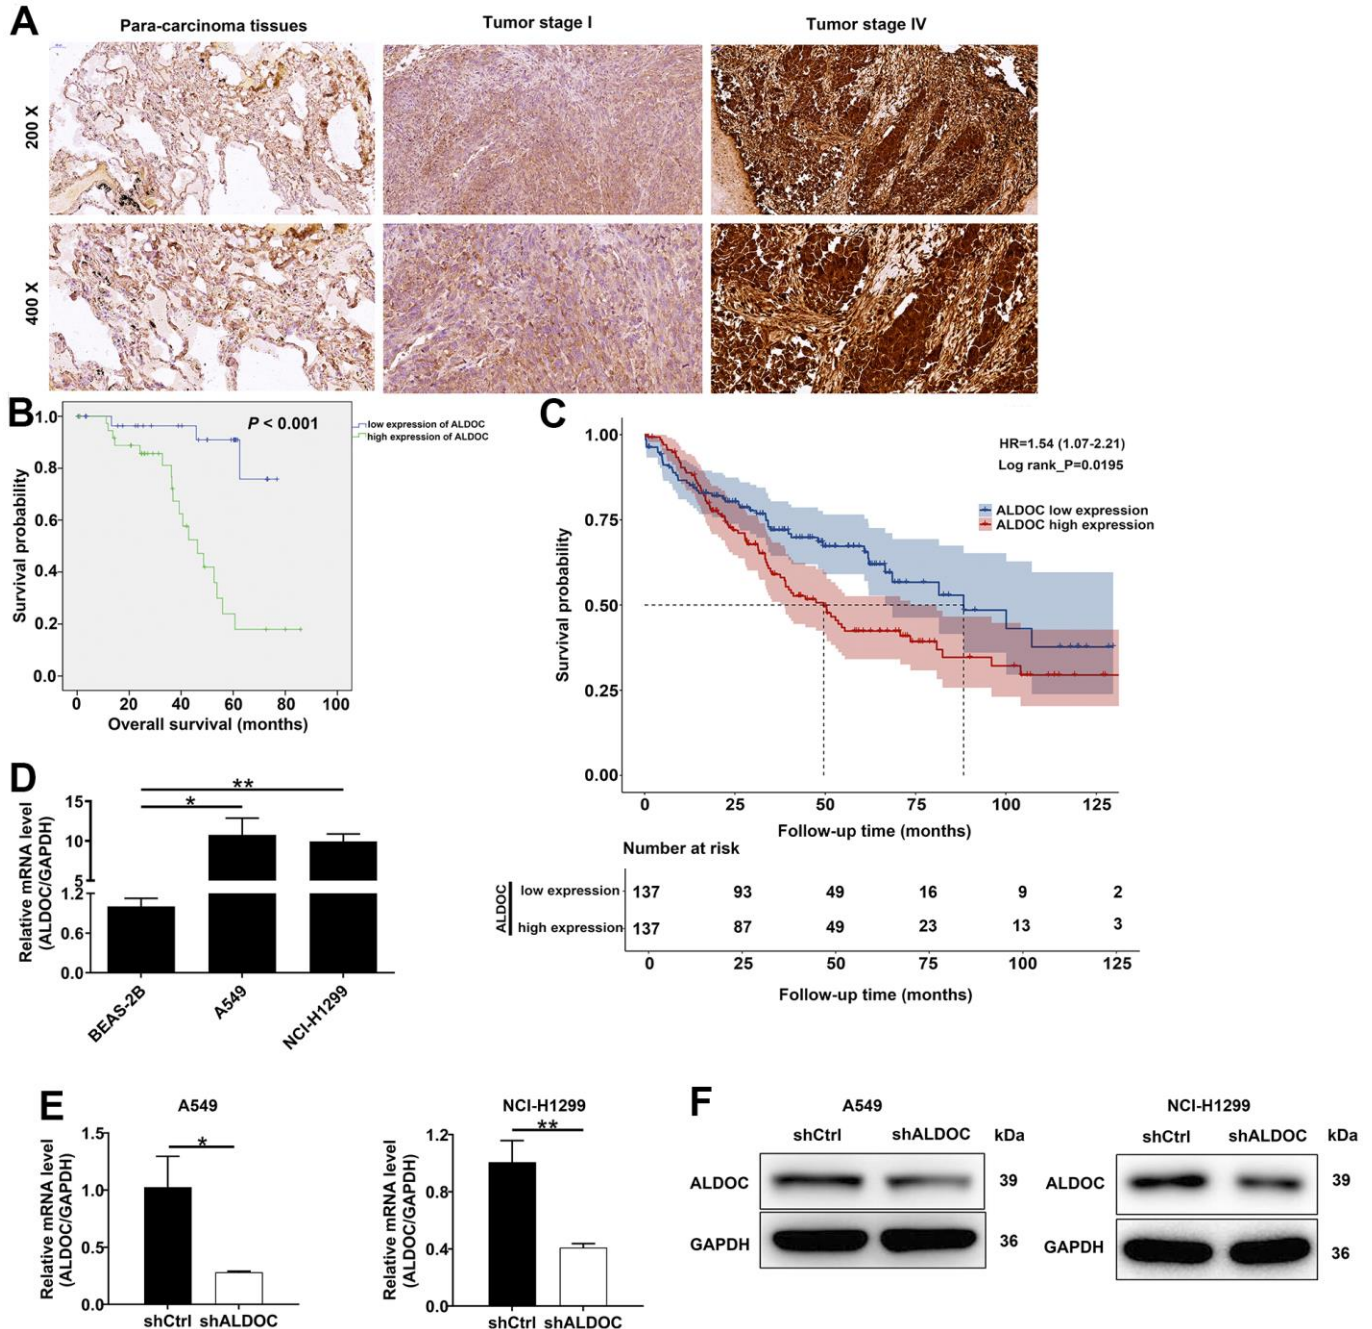 A
Para-carcinoma tissues
Tumor stage I
Tumor stage IV
200 X
400 X
B
1.0
0.8
0.6
0.4
0.2
0.0
Survival probability
P < 0.001
low expression of ALDOC
high expression of ALDOC
0 20 40 60 80 100
Overall survival (months)
C
1.00
0.75
0.50
0.25
0.00
Survival probability
HR=1.54 (1.07-2.21)
Log rank_P=0.0195
ALDOC low expression
ALDOC high expression
0 25 50 75 100 125
Follow-up time (months)
Number at risk
ALDOC
low expression 137 93 49 16 9 2
high expression 137 87 49 23 13 3
0 25 50 75 100 125
Follow-up time (months)
D
Relative mRNA level
(ALDOC/GAPDH)
15
10
5
1.2
0.6
0.0
**
*
BEAS-2B
A549
NCI-H1299
E
A549
Relative mRNA level
(ALDOC/GAPDH)
1.5
1.0
0.5
0.0
*
shCtrl shALDOC
NCI-H1299
Relative mRNA level
(ALDOC/GAPDH)
1.2
0.8
0.4
0.0
**
shCtrl shALDOC
F
A549
shCtrl shALDOC kDa
ALDOC 39
GAPDH 36
NCI-H1299
shCtrl shALDOC kDa
ALDOC 39
GAPDH 36